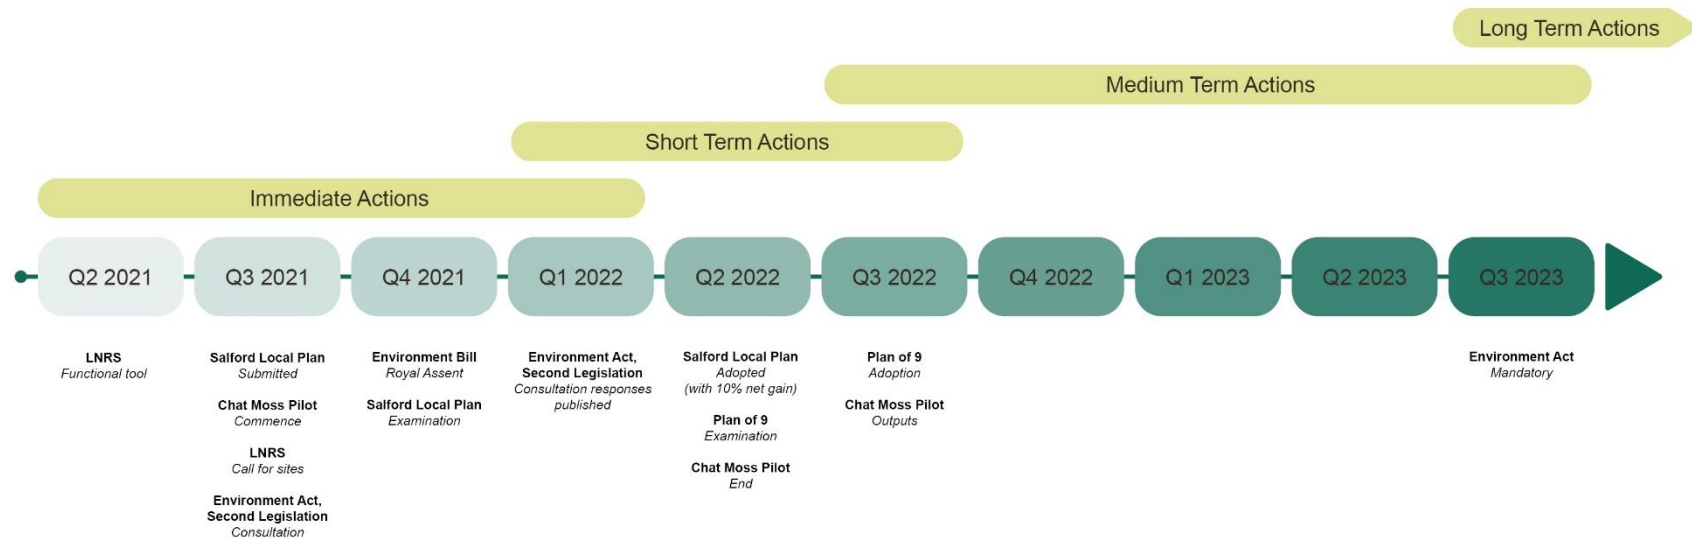 Long Term Actions
Medium Term Actions
Short Term Actions
Immediate Actions
Q2 2021
Q3 2021
Q4 2021
Q1 2022
Q2 2022
Q3 2022
Q4 2022
Q1 2023
Q2 2023
Q3 2023
LNRS
Functional tool
Salford Local Plan
Submitted
Chat Moss Pilot
Commence
LNRS
Call for sites
Environment Act,
Second Legislation
Consultation
Environment Bill
Royal Assent
Salford Local Plan
Examination
Environment Act,
Second Legislation
Consultation responses
published
Salford Local Plan
Adopted
(with 10% net gain)
Plan of 9
Examination
Chat Moss Pilot
End
Plan of 9
Adoption
Chat Moss Pilot
Outputs
Environment Act
Mandatory